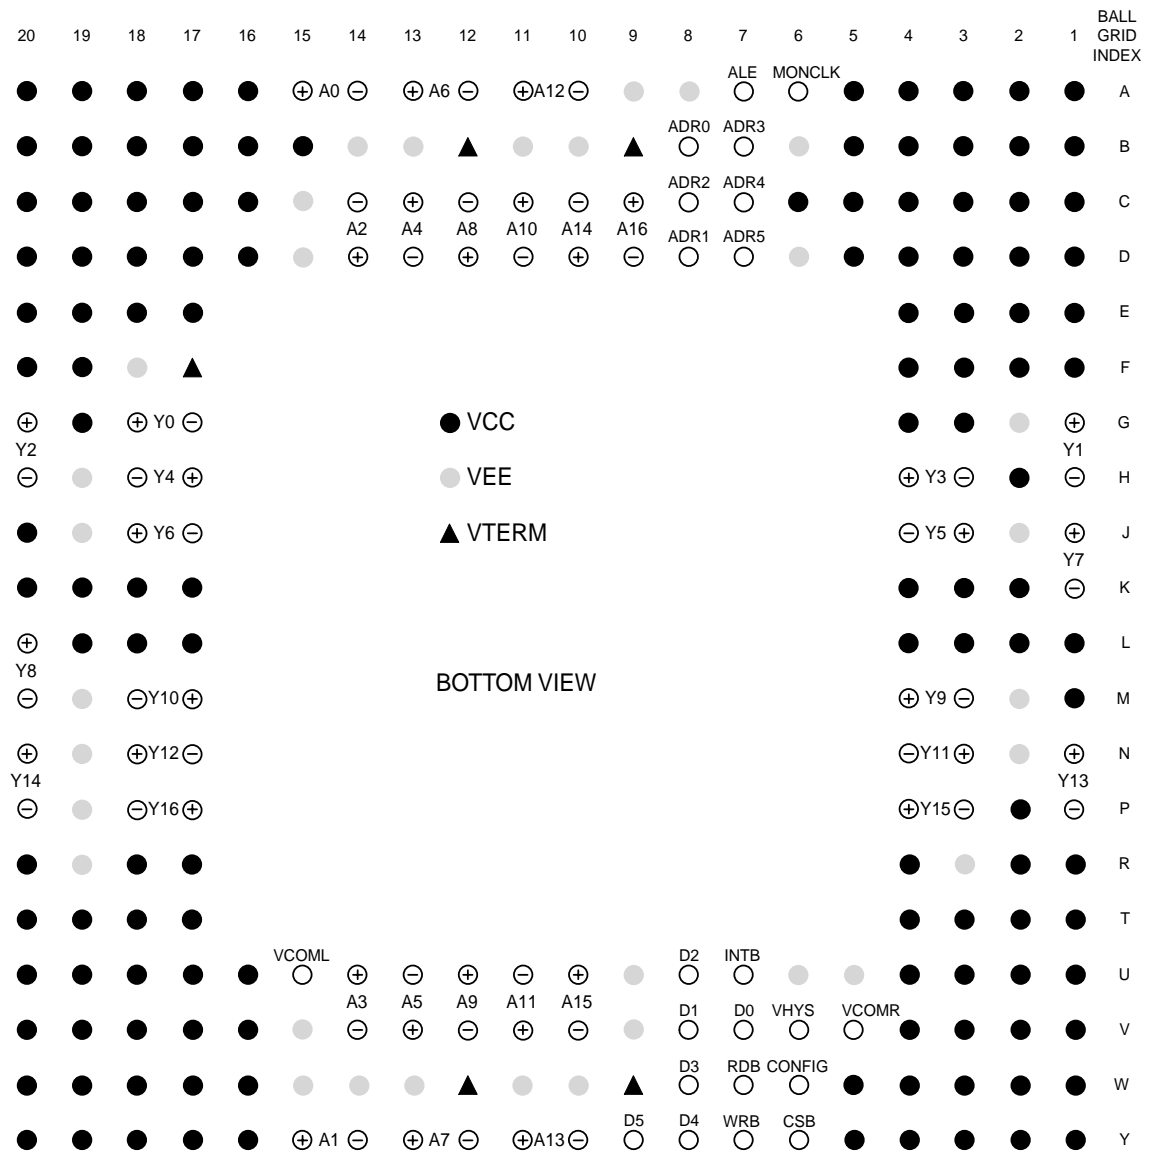 BALL
20 19 18 17 16 15 14 13 12 11 10 9 8 7 6 5 4 3 2 1 GRID
INDEX
ALE MONCLK
A0 A6 A12 A
ADR0 ADR3
B
ADR2 ADR4
C
A2 A4 A8 A10 A14 A16 ADR1 ADR5
D
E
F
Y0 VCC G
Y2 Y1
Y4 VEE Y3 H
Y6 VTERM Y5 J
Y7
K
L
Y8
BOTTOM VIEW
Y10 Y9 M
Y12 Y11 N
Y14 Y13
Y16 Y15 P
R
T
VCOML D2 INTB
U
A3 A5 A9 A11 A15 D1 D0 VHYS VCOMR
V
D3 RDB CONFIG
W
D5 D4 WRB CSB
A1 A7 A13 Y